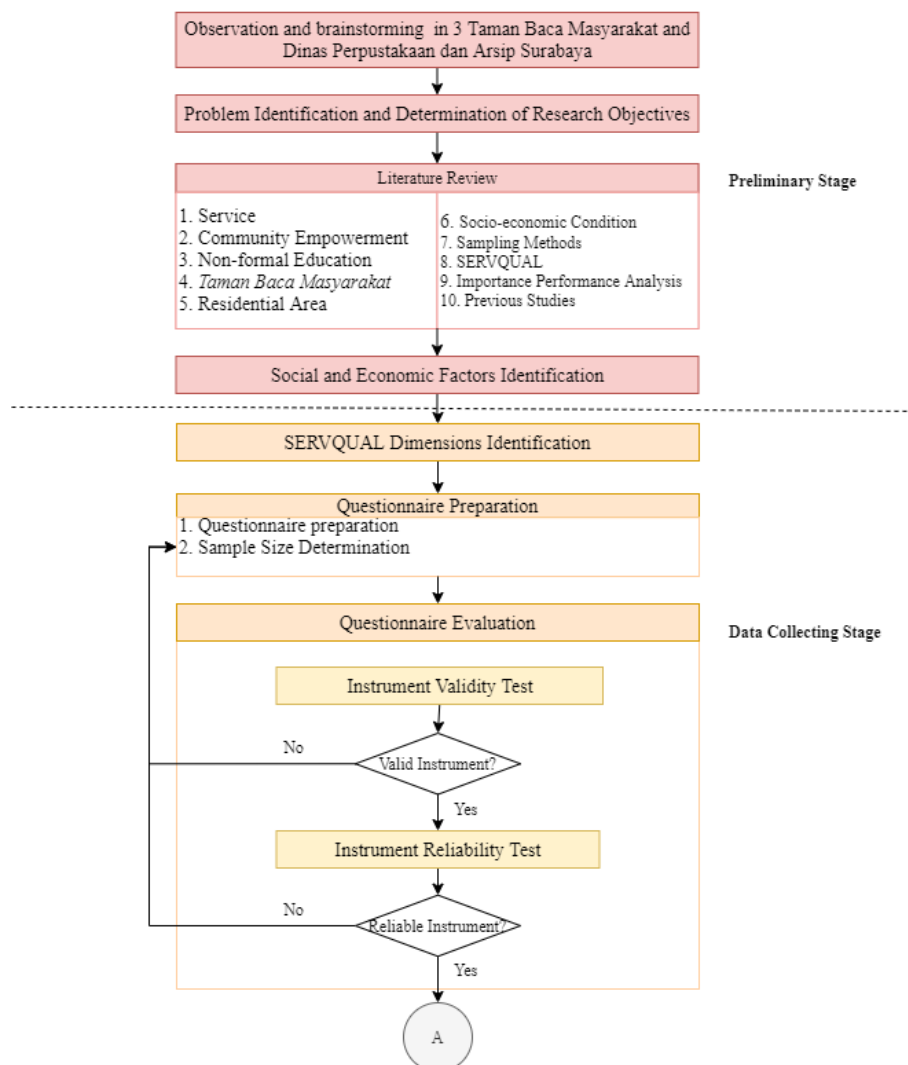 Observation and brainstorming in 3 Taman Baca Masyarakat and
Dinas Perpustakaan dan Arsip Surabaya
Problem Identification and Determination of Research Objectives
Literature Review
Preliminary Stage
1. Service
2. Community Empowerment
3. Non-formal Education
4. Taman Baca Masyarakat
5. Residential Area
6. Socio-economic Condition
7. Sampling Methods
8. SERVQUAL
9. Importance Performance Analysis
10. Previous Studies
Social and Economic Factors Identification
SERVQUAL Dimensions Identification
Questionnaire Preparation
1. Questionnaire preparation
2. Sample Size Determination
Questionnaire Evaluation
Data Collecting Stage
Instrument Validity Test
No
Valid Instrument?
Yes
Instrument Reliability Test
No
Reliable Instrument?
Yes
A